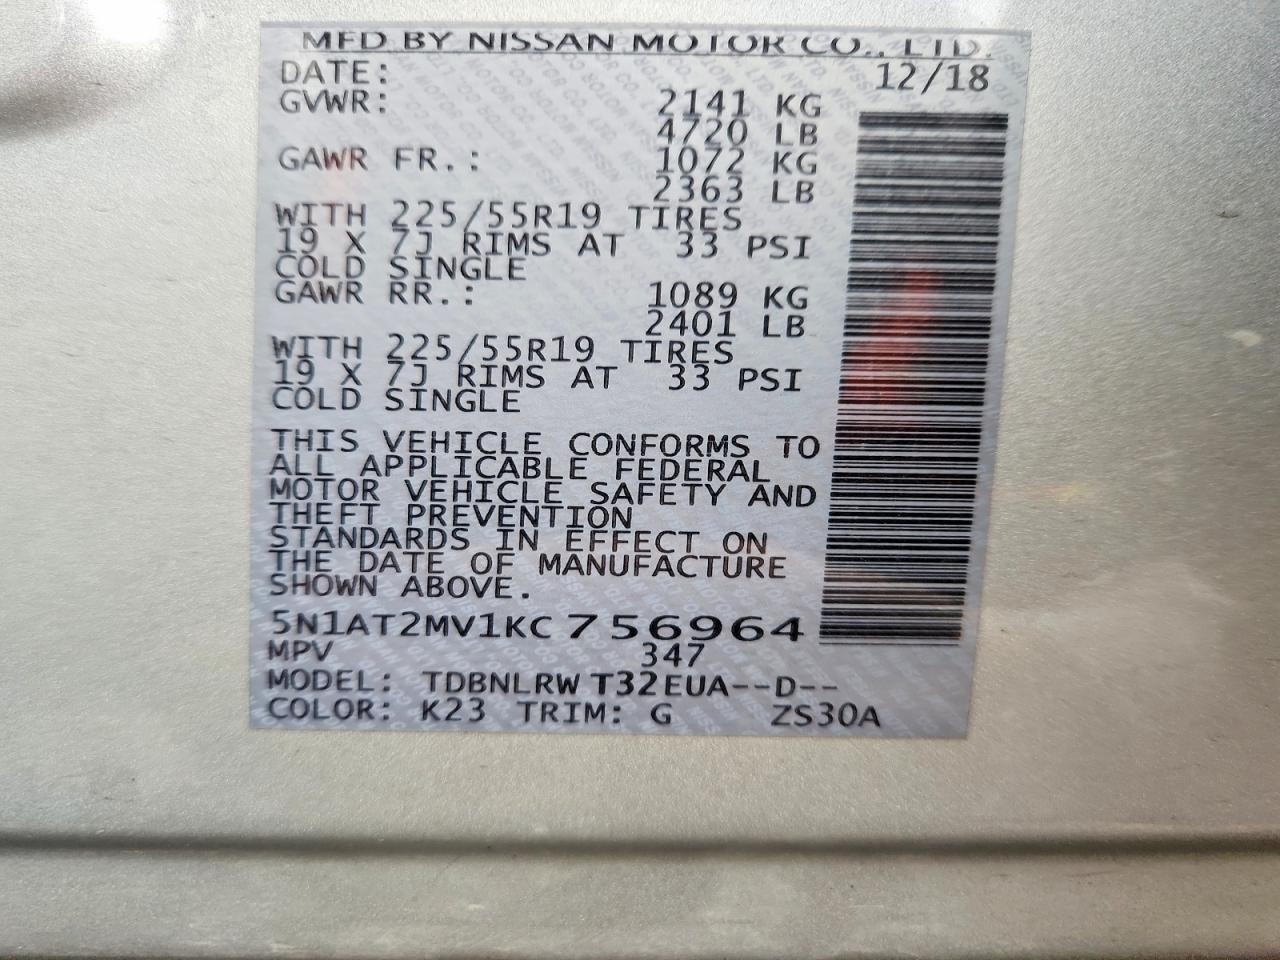 MFD BY NISSAN MOTOR CO., LTD.
DATE: 12/18
GVWR: 2141 KG
4720 LB
GAWR FR.: 1072 KG
2363 LB
WITH 225/55R19 TIRES
19 X 7J RIMS AT 33 PSI
COLD SINGLE
GAWR RR.: 1089 KG
2401 LB
WITH 225/55R19 TIRES
19 X 7J RIMS AT 33 PSI
COLD SINGLE
THIS VEHICLE CONFORMS TO
ALL APPLICABLE FEDERAL
MOTOR VEHICLE SAFETY AND
THEFT PREVENTION
STANDARDS IN EFFECT ON
THE DATE OF MANUFACTURE
SHOWN ABOVE.
5N1AT2MV1KC756964
MPV 347
MODEL: TDBNLRWT32EUA--D--
COLOR: K23 TRIM: G ZS30A